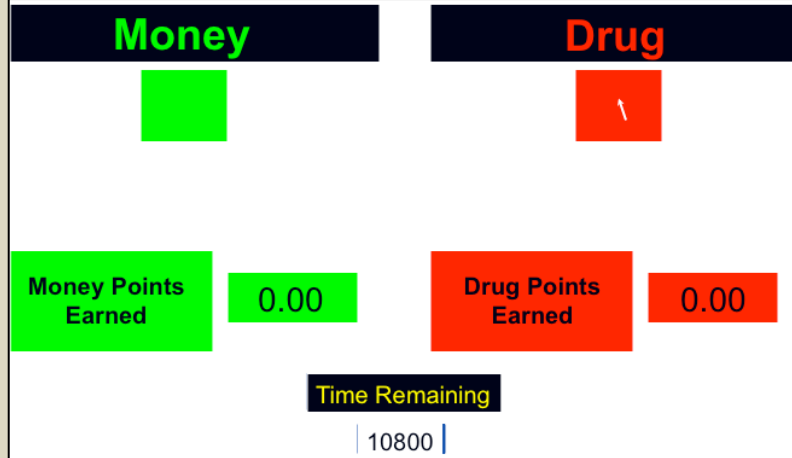 Money
Drug
Money Points
Earned
0.00
Drug Points
Earned
0.00
Time Remaining
10800